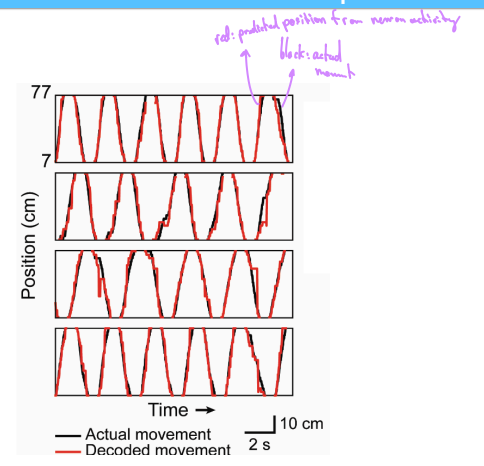 red: predicted position from neuron activity
black: actual
77
7
Position (cm)
Time →
10 cm
2 s
Actual movement
Decoded movement